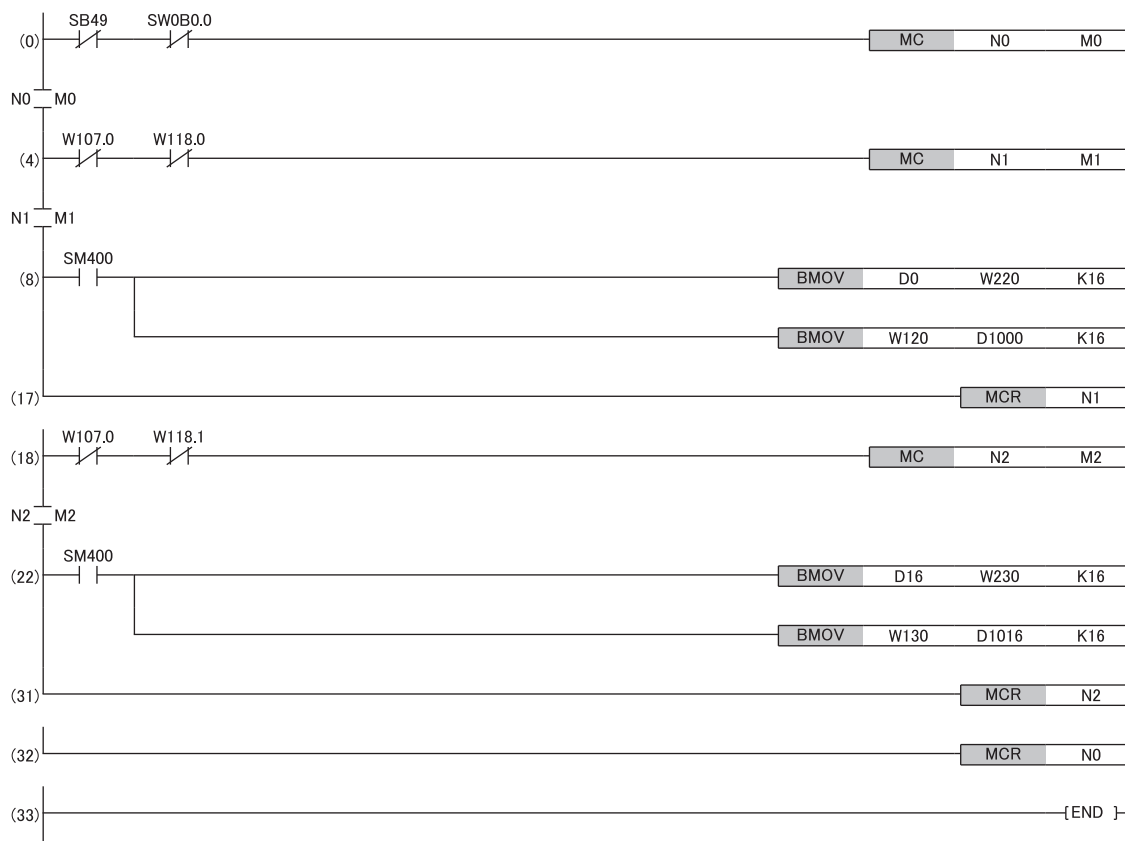 SB49 SW0B0.0
(0) MC N0 M0
N0 M0
W107.0 W118.0
(4) MC N1 M1
N1 M1
SM400
(8) BMOV D0 W220 K16
BMOV W120 D1000 K16
(17) MCR N1
W107.0 W118.1
(18) MC N2 M2
N2 M2
SM400
(22) BMOV D16 W230 K16
BMOV W130 D1016 K16
(31) MCR N2
(32) MCR N0
(33) [END ]